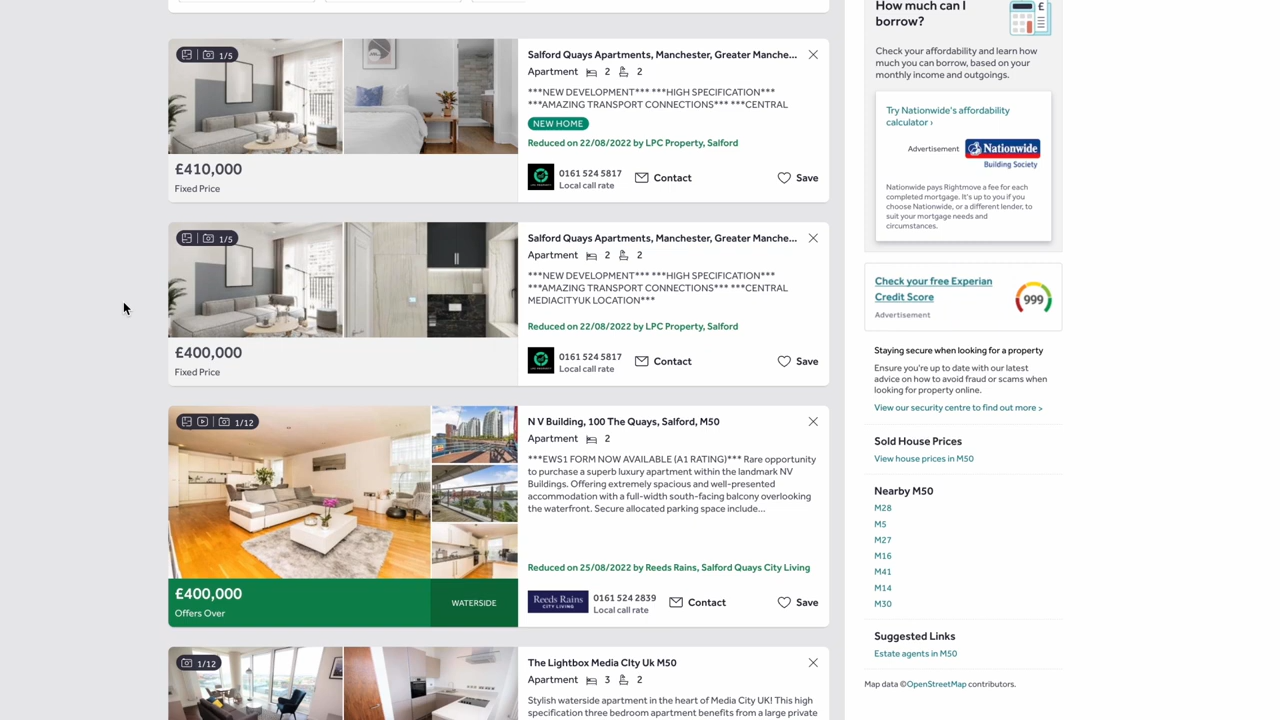 1/5
Salford Quays Apartments, Manchester, Greater Manche...
Apartment 2 2
***NEW DEVELOPMENT*** ***HIGH SPECIFICATION***
***AMAZING TRANSPORT CONNECTIONS*** ***CENTRAL
NEW HOME
Reduced on 22/08/2022 by LPC Property, Salford
£410,000
Fixed Price
0161 524 5817
Local call rate
Contact
Save
1/5
Salford Quays Apartments, Manchester, Greater Manche...
Apartment 2 2
***NEW DEVELOPMENT*** ***HIGH SPECIFICATION***
***AMAZING TRANSPORT CONNECTIONS*** ***CENTRAL
MEDIACITYUK LOCATION***
Reduced on 22/08/2022 by LPC Property, Salford
£400,000
Fixed Price
0161 524 5817
Local call rate
Contact
Save
1/12
N V Building, 100 The Quays, Salford, M50
Apartment 2
***EWS1 FORM NOW AVAILABLE (A1 RATING)*** Rare opportunity
to purchase a superb luxury apartment within the landmark NV
Buildings. Offering extremely spacious and well-presented
accommodation with a full-width south-facing balcony overlooking
the waterfront. Secure allocated parking space include...
Reduced on 25/08/2022 by Reeds Rains, Salford Quays City Living
£400,000
Offers Over
WATERSIDE
Reeds Rains
CITY LIVING
0161 524 2839
Local call rate
Contact
Save
1/12
The Lightbox Media CIty Uk M50
Apartment 3 2
Stylish waterside apartment in the heart of Media City UK! This high
specification three bedroom apartment benefits from a large private
How much can I
borrow?
£
Check your affordability and learn how
much you can borrow, based on your
monthly income and outgoings.
Try Nationwide's affordability
calculator ›
Advertisement
Nationwide
Building Society
Nationwide pays Rightmove a fee for each
completed mortgage. It's up to you if you
choose Nationwide, or a different lender, to
suit your mortgage needs and
circumstances.
Check your free Experian
Credit Score
999
Advertisement
Staying secure when looking for a property
Ensure you're up to date with our latest
advice on how to avoid fraud or scams when
looking for property online.
View our security centre to find out more >
Sold House Prices
View house prices in M50
Nearby M50
M28
M5
M27
M16
M41
M14
M30
Suggested Links
Estate agents in M50
Map data ©OpenStreetMap contributors.